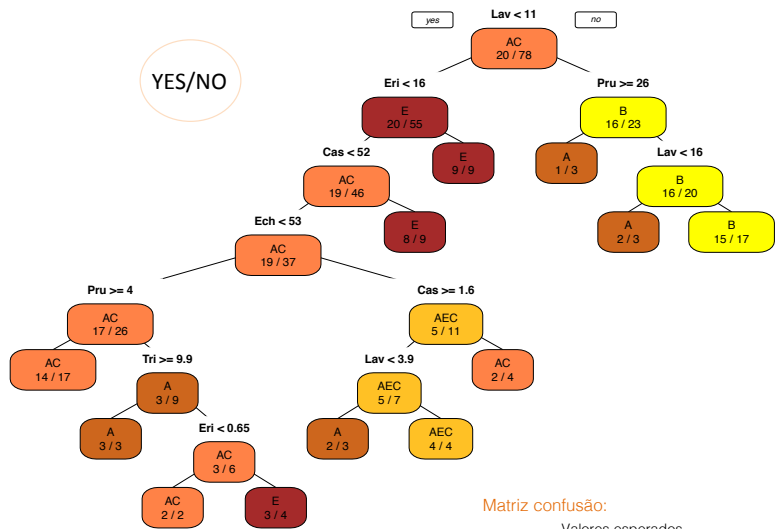 yes
Lav < 11
no
AC
20 / 78
YES/NO
Eri < 16
Pru >= 26
E
20 / 55
B
16 / 23
Cas < 52
Lav < 16
E
9 / 9
A
1 / 3
AC
19 / 46
B
16 / 20
Ech < 53
E
8 / 9
A
2 / 3
B
15 / 17
AC
19 / 37
Pru >= 4
Cas >= 1.6
AC
17 / 26
AEC
5 / 11
Tri >= 9.9
Lav < 3.9
AC
14 / 17
AC
2 / 4
A
3 / 9
AEC
5 / 7
Eri < 0.65
A
3 / 3
A
2 / 3
AEC
4 / 4
AC
3 / 6
AC
2 / 2
E
3 / 4
Matriz confusão:
Valores esperados